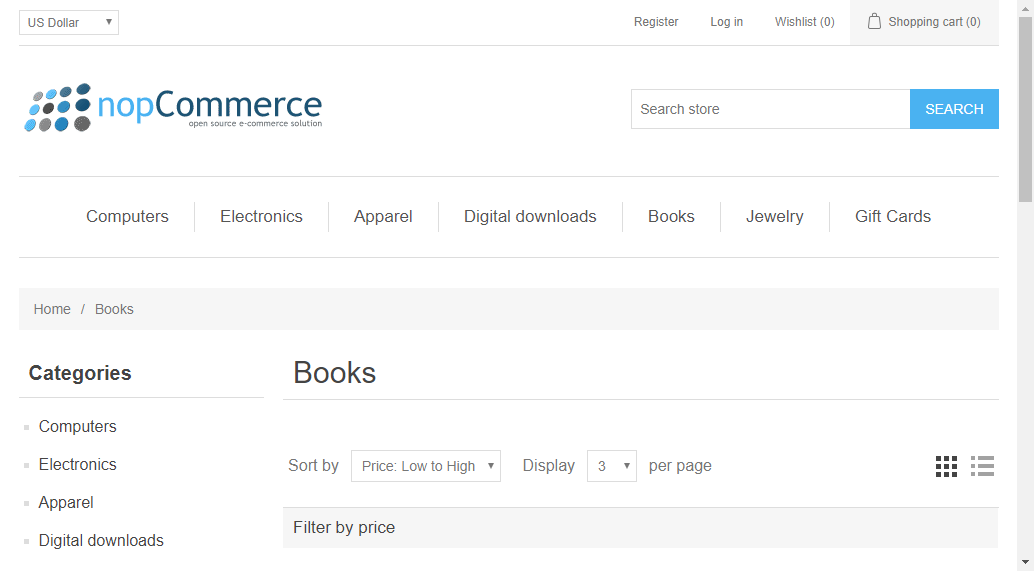 US Dollar Register Log in Wishlist (0) Shopping cart (0)
nopCommerce
open source e-commerce solution
Search store SEARCH
Computers Electronics Apparel Digital downloads Books Jewelry Gift Cards
Home / Books
Categories
Computers
Electronics
Apparel
Digital downloads
Books
Sort by Price: Low to High Display 3 per page
Filter by price